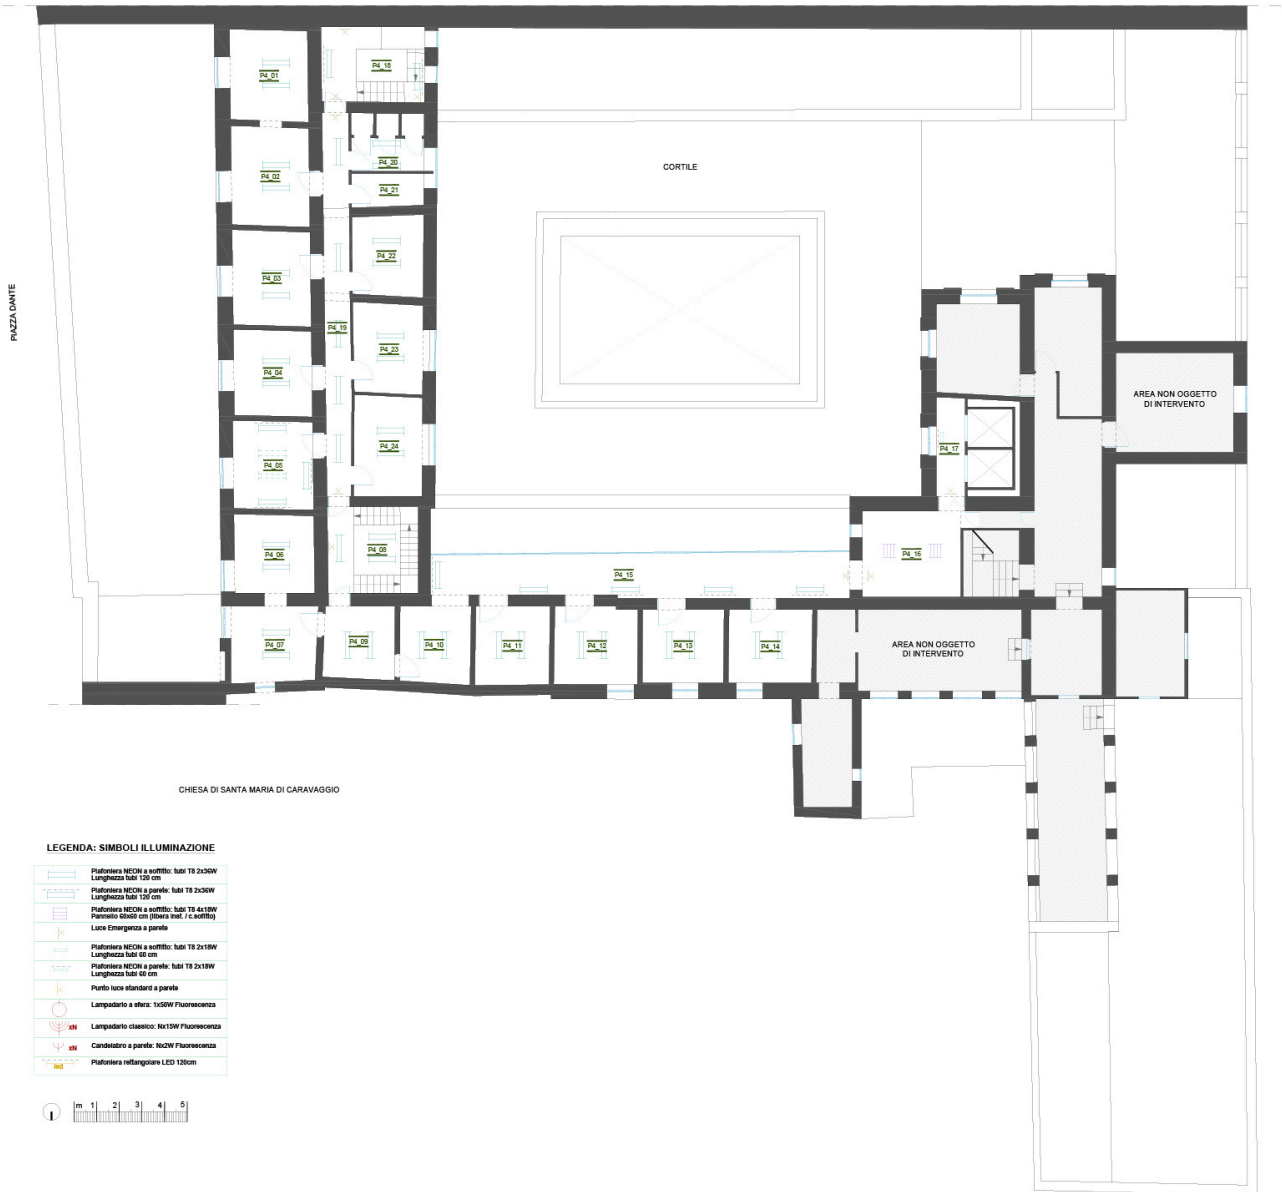 P4_01
P4_18
P4_02
P4_20
P4_21
CORTILE
P4_03
P4_22
PIAZZA DANTE
P4_19
P4_23
P4_04
AREA NON OGGETTO
DI INTERVENTO
P4_05
P4_24
P4_17
P4_06
P4_08
P4_16
P4_15
P4_07
P4_09
P4_10
P4_11
P4_12
P4_13
P4_14
AREA NON OGGETTO
DI INTERVENTO
CHIESA DI SANTA MARIA DI CARAVAGGIO
LEGENDA: SIMBOLI ILLUMINAZIONE
Plafoniera NEON a soffitto: tubi T8 2x36W
Lunghezza tubi 120 cm
Plafoniera NEON a parete: tubi T8 2x36W
Lunghezza tubi 120 cm
Plafoniera NEON a soffitto: tubi T8 4x18W
Pannello 60x60 cm (libera inst. / c.soffitto)
Luce Emergenza a parete
Plafoniera NEON a soffitto: tubi T8 2x18W
Lunghezza tubi 60 cm
Plafoniera NEON a parete: tubi T8 2x18W
Lunghezza tubi 60 cm
Punto luce standard a parete
Lampadario a sfera: 1x50W Fluorescenza
xN Lampadario classico: Nx15W Fluorescenza
xN Candelabro a parete: Nx2W Fluorescenza
led Plafoniera rettangolare LED 120cm
m 1 2 3 4 5